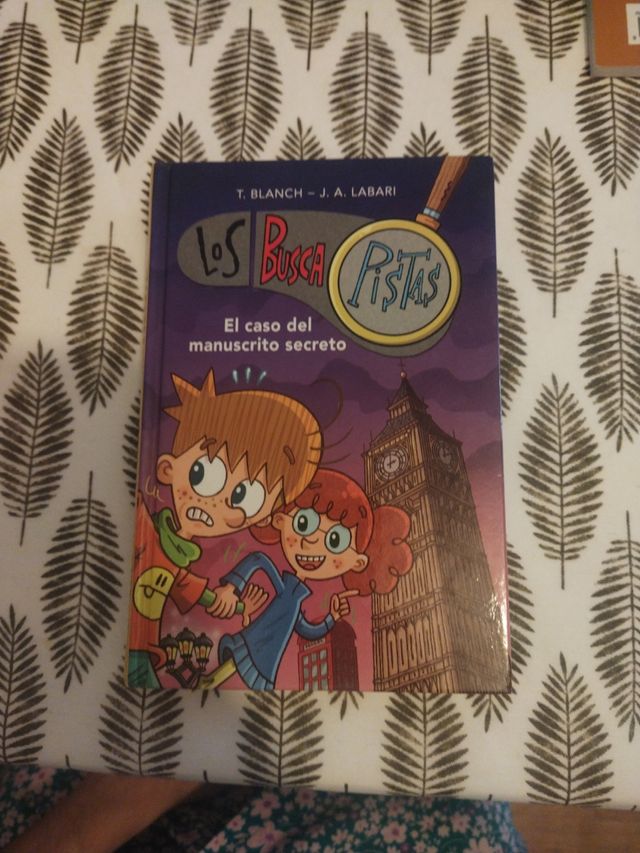 T. BLANCH – J. A. LABARI
LOS BUSCA PISTAS
El caso del
manuscrito secreto